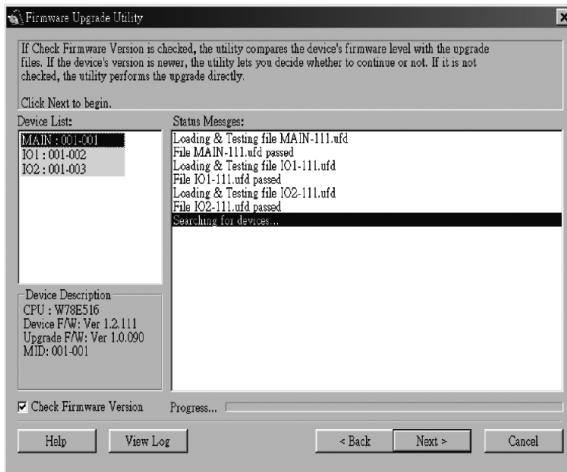 Firmware Upgrade Utility
If Check Firmware Version is checked, the utility compares the device's firmware level with the upgrade
files. If the device's version is newer, the utility lets you decide whether to continue or not. If it is not
checked, the utility performs the upgrade directly.
Click Next to begin.
Device List:
MAIN : 001-001
IO1 : 001-002
IO2 : 001-003
Status Messges:
Loading & Testing file MAIN-111.ufd
File MAIN-111.ufd passed
Loading & Testing file IO1-111.ufd
File IO1-111.ufd passed
Loading & Testing file IO2-111.ufd
File IO2-111.ufd passed
Searching for devices...
Device Description
CPU : W78E516
Device F/W: Ver 1.2.111
Upgrade F/W: Ver 1.0.090
MID: 001-001
Check Firmware Version
Progress...
Help
View Log
< Back
Next >
Cancel